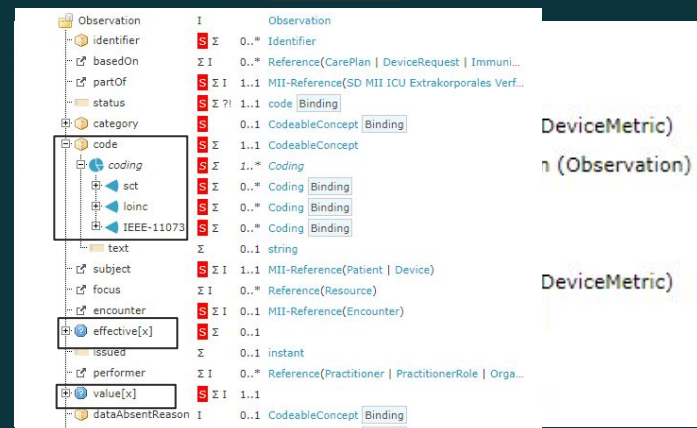 Observation I Observation
identifier S Σ 0..* Identifier
basedOn Σ I 0..* Reference(CarePlan | DeviceRequest | Immuni...
partOf S Σ I 1..1 MII-Reference(SD MII ICU Extrakorporales Verf...
status S Σ ?! 1..1 code Binding
category S 0..1 CodeableConcept Binding
code S Σ 1..1 CodeableConcept
coding S Σ 1..* Coding
sct S Σ 0..* Coding Binding
loinc S Σ 0..* Coding Binding
IEEE-11073 S Σ 0..* Coding Binding
text Σ 0..1 string
subject S Σ I 1..1 MII-Reference(Patient | Device)
focus Σ I 0..* Reference(Resource)
encounter S Σ I 0..1 MII-Reference(Encounter)
effective[x] S Σ 0..1
issued Σ 0..1 instant
performer Σ I 0..* Reference(Practitioner | PractitionerRole | Orga...
value[x] S Σ I 1..1
dataAbsentReason I 0..1 CodeableConcept Binding
DeviceMetric)
n (Observation)
DeviceMetric)